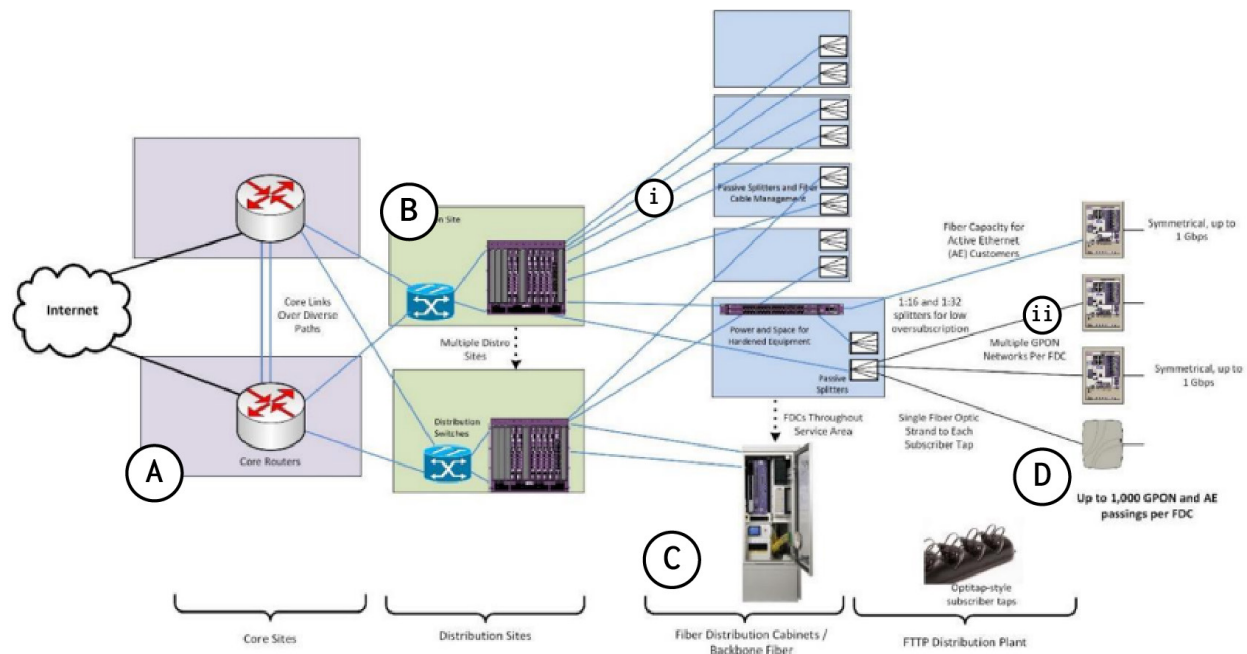 Passive Splitters and Fiber
Cable Management
i
B
on Site
Fiber Capacity for
Active Ethernet
(AE) Customers
Symmetrical, up to
1 Gbps
Internet
Core Links
Over Diverse
Paths
Multiple Distro
Sites
Power and Space for
Hardened Equipment
1:16 and 1:32
splitters for low
oversubscription
ii
Multiple GPON
Networks Per FDC
Passive
Splitters
Symmetrical, up to
1 Gbps
Distribution
Switches
FDCs Throughout
Service Area
Single Fiber Optic
Strand to Each
Subscriber Tap
A
Core Routers
D
Up to 1,000 GPON and AE
passings per FDC
C
Optitap-style
subscriber taps
Core Sites
Distribution Sites
Fiber Distribution Cabinets /
Backbone Fiber
FTTP Distribution Plant